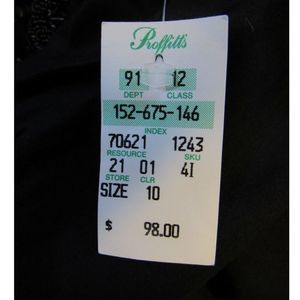 Proffitt's
91 12
DEPT CLASS
152-675-146
INDEX
70621 1243
RESOURCE SKU
21 01 4I
STORE CLR
SIZE 10
$ 98.00